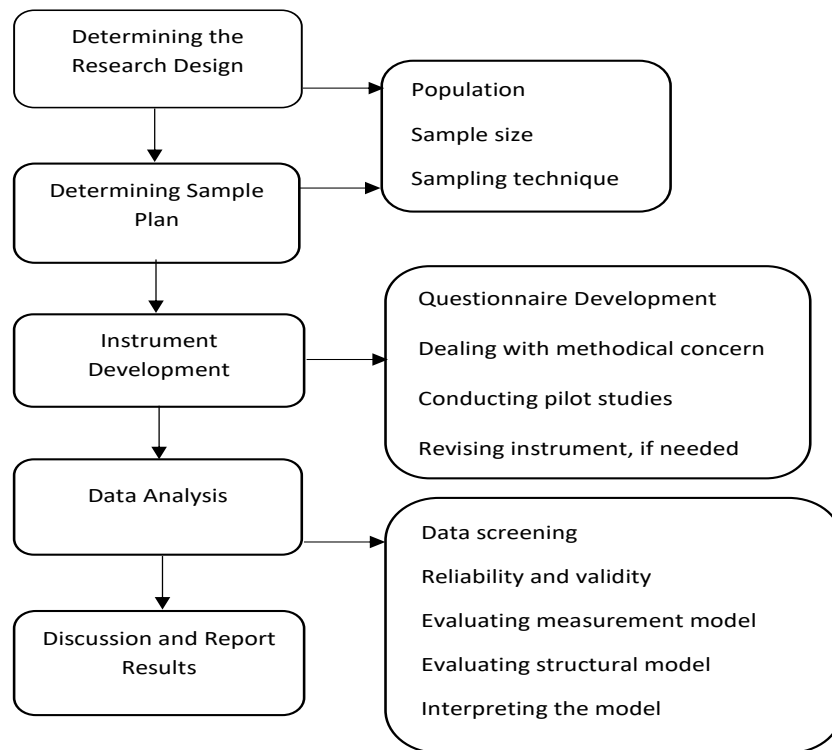 Determining the
Research Design
Population
Sample size
Sampling technique
Determining Sample
Plan
Questionnaire Development
Dealing with methodical concern
Conducting pilot studies
Revising instrument, if needed
Instrument
Development
Data Analysis
Data screening
Reliability and validity
Evaluating measurement model
Evaluating structural model
Interpreting the model
Discussion and Report
Results